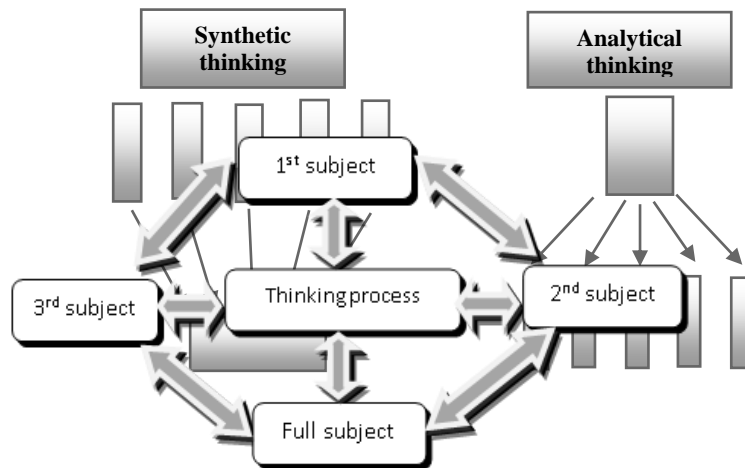 Synthetic
thinking
Analytical
thinking
1st subject
3rd subject
Thinking process
2nd subject
Full subject